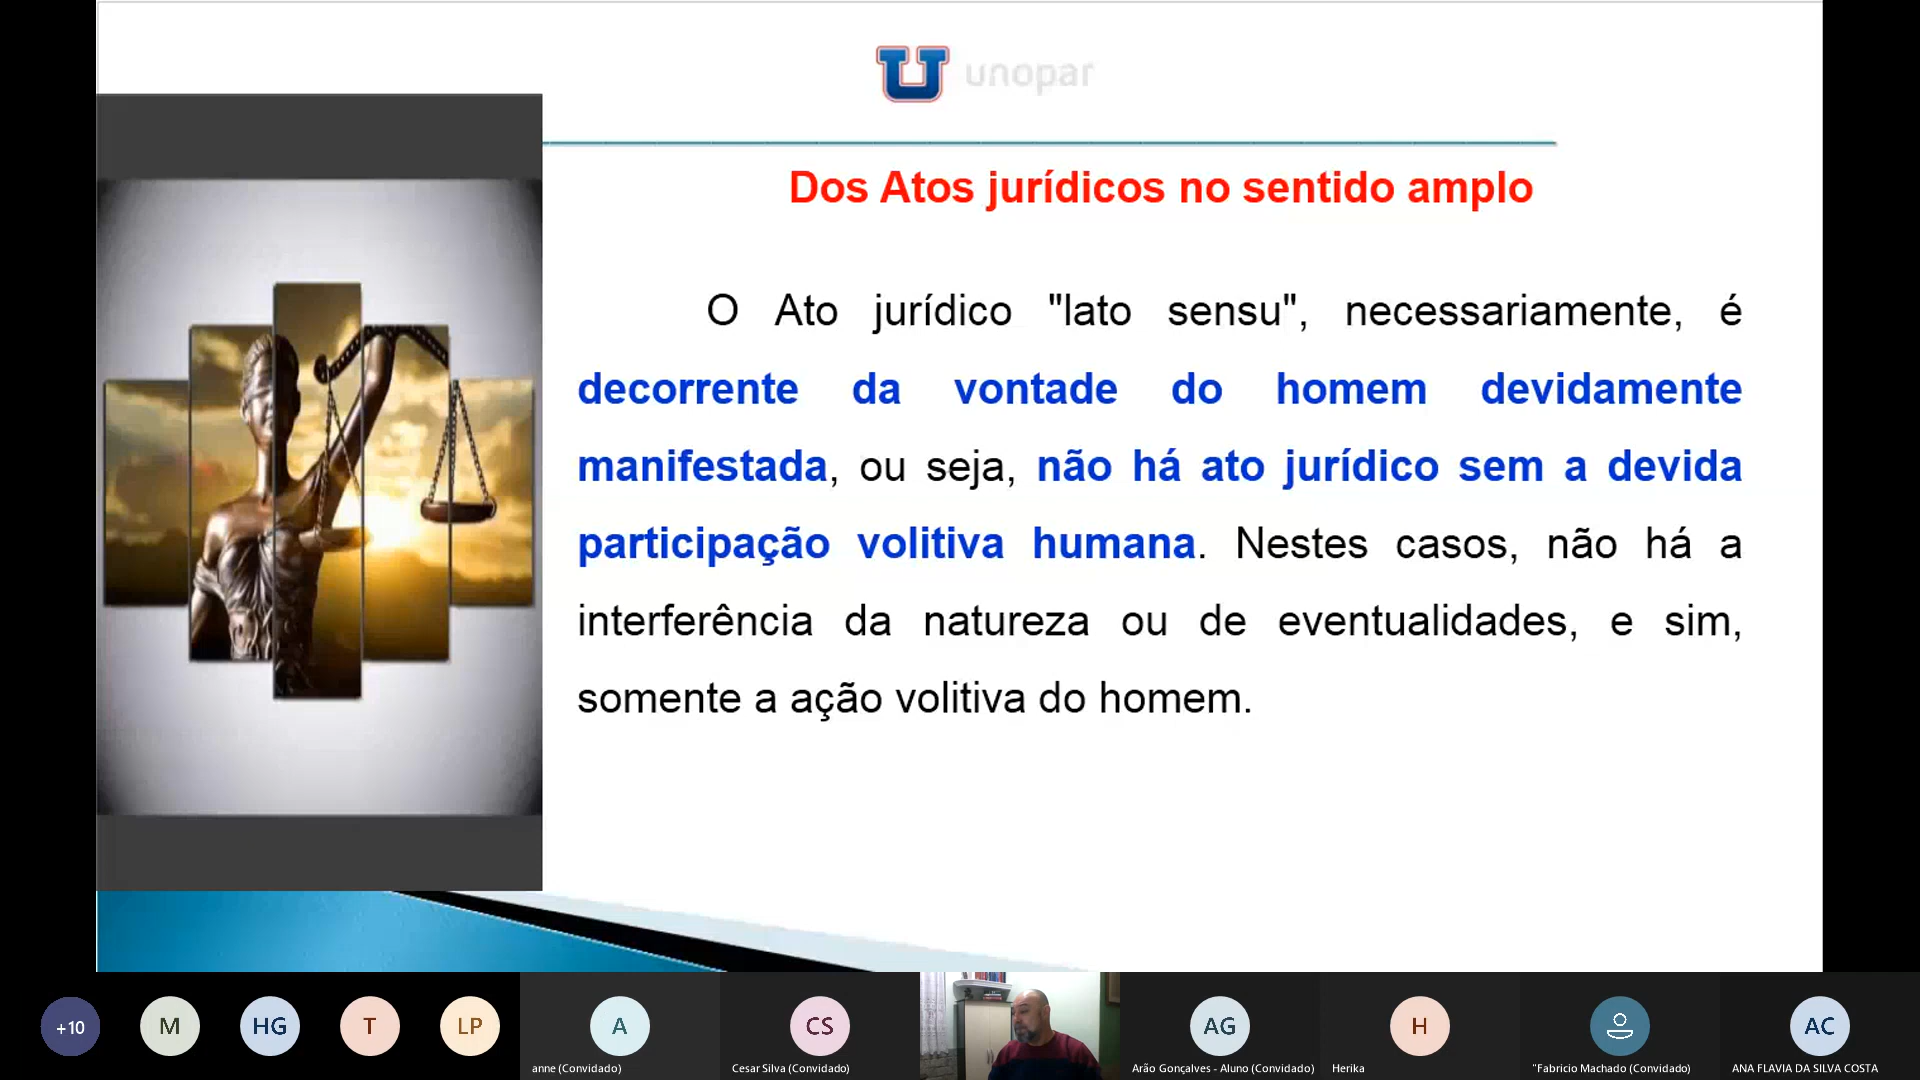 unopar
Dos Atos jurídicos no sentido amplo
O Ato jurídico "lato sensu", necessariamente, é
decorrente da vontade do homem devidamente
manifestada, ou seja, não há ato jurídico sem a devida
participação volitiva humana. Nestes casos, não há a
interferência da natureza ou de eventualidades, e sim,
somente a ação volitiva do homem.
+10
M
HG
T
LP
A
CS
AG
H
AC
anne (Convidado)
Cesar Silva (Convidado)
Arão Gonçalves - Aluno (Convidado)
Herika
"Fabricio Machado (Convidado)
ANA FLAVIA DA SILVA COSTA